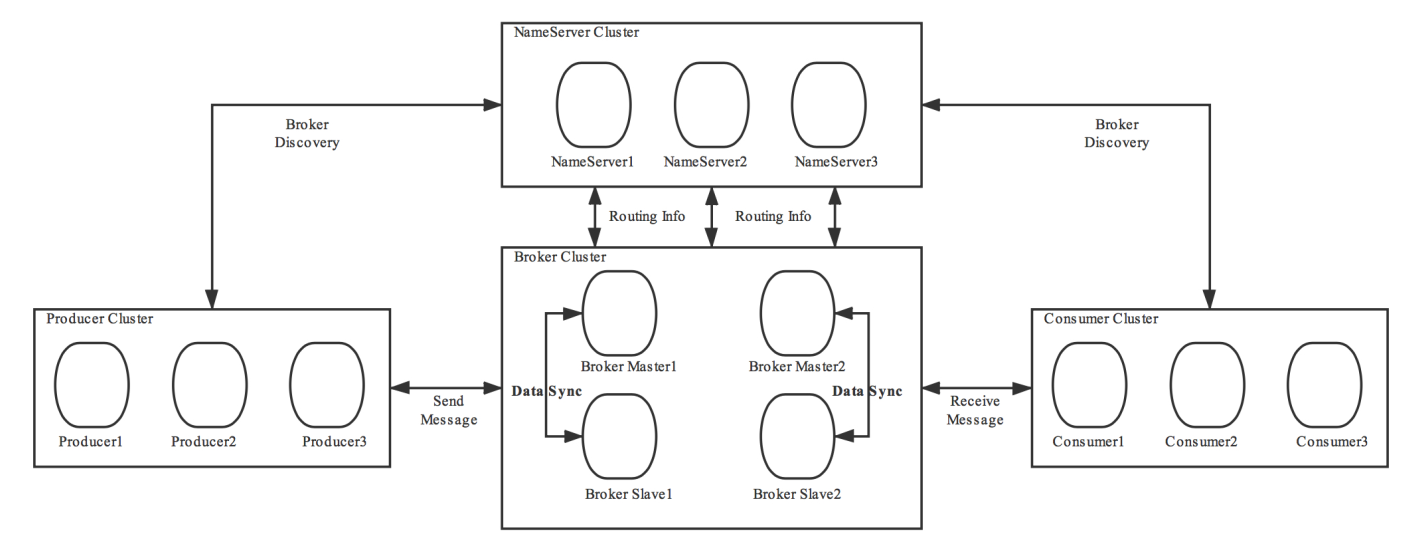 NameServer Cluster
NameServer1
NameServer2
NameServer3
Broker
Discovery
Broker
Discovery
Routing Info
Routing Info
Broker Cluster
Producer Cluster
Consumer Cluster
Broker Master1
Broker Master2
Data Sync
Data Sync
Send
Message
Receive
Message
Producer1
Producer2
Producer3
Consumer1
Consumer2
Consumer3
Broker Slave1
Broker Slave2